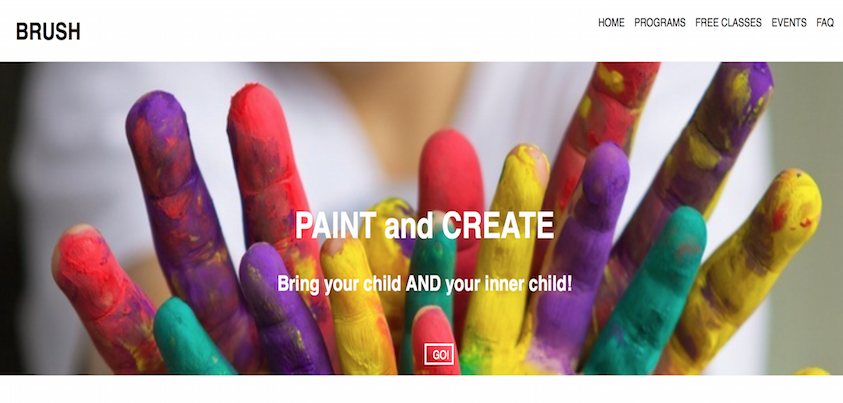 BRUSH
HOME PROGRAMS FREE CLASSES EVENTS FAQ
PAINT and CREATE
Bring your child AND your inner child!
GO!